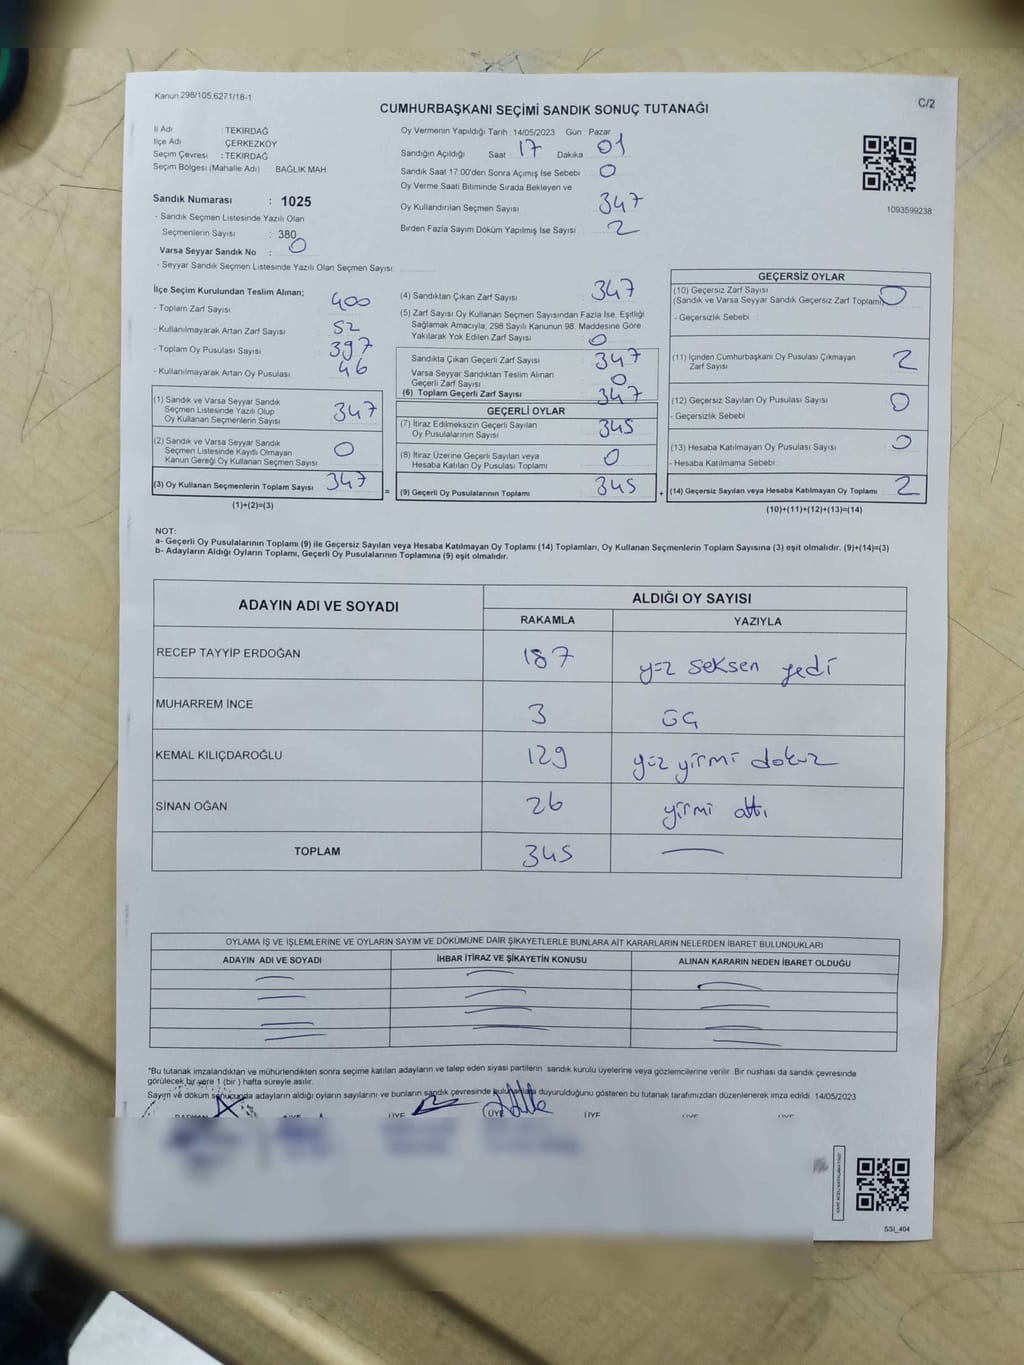 Kanun 298/105,6271/18-1
C/2
CUMHURBAŞKANI SEÇİMİ SANDIK SONUÇ TUTANAĞI
İl Adı : TEKİRDAĞ
İlçe Adı : ÇERKEZKÖY
Seçim Çevresi : TEKİRDAĞ
Seçim Bölgesi (Mahalle Adı) BAĞLIK MAH
Sandık Numarası : 1025
- Sandık Seçmen Listesinde Yazılı Olan
Seçmenlerin Sayısı : 380
Varsa Seyyar Sandık No : 0
- Seyyar Sandık Seçmen Listesinde Yazılı Olan Seçmen Sayısı:
Oy Vermenin Yapıldığı Tarih : 14/05/2023 Gün : Pazar
Sandığın Açıldığı Saat : 17 Dakika : 01
Sandık Saat 17:00'den Sonra Açımış İse Sebebi : 0
Oy Verme Saati Bitiminde Sırada Bekleyen ve
Oy Kullandırılan Seçmen Sayısı : 347
Birden Fazla Sayım Döküm Yapılmış İse Sayısı : 2
1093599238
İlçe Seçim Kurulundan Teslim Alınan;
- Toplam Zarf Sayısı : 400
- Kullanılmayarak Artan Zarf Sayısı : 52
- Toplam Oy Pusulası Sayısı : 397
- Kullanılmayarak Artan Oy Pusulası : 46
(1) Sandık ve Varsa Seyyar Sandık
Seçmen Listesinde Yazılı Olup
Oy Kullanan Seçmenlerin Sayısı 347
(2) Sandık ve Varsa Seyyar Sandık
Seçmen Listesinde Kayıtlı Olmayan
Kanun Gereği Oy Kullanan Seçmen Sayısı 0
(3) Oy Kullanan Seçmenlerin Toplam Sayısı 347
(1)+(2)=(3)
(4) Sandıktan Çıkan Zarf Sayısı 347
(5) Zarf Sayısı Oy Kullanan Seçmen Sayısından Fazla İse, Eşitliği
Sağlamak Amacıyla, 298 Sayılı Kanunun 98. Maddesine Göre
Yakılarak Yok Edilen Zarf Sayısı 0
Sandıkta Çıkan Geçerli Zarf Sayısı 347
Varsa Seyyar Sandıktan Teslim Alınan
Geçerli Zarf Sayısı 0
(6) Toplam Geçerli Zarf Sayısı 347
GEÇERLİ OYLAR
(7) İtiraz Edilmeksizin Geçerli Sayılan
Oy Pusulalarının Sayısı 345
(8) İtiraz Üzerine Geçerli Sayılan veya
Hesaba Katılan Oy Pusulası Toplamı 0
= (9) Geçerli Oy Pusulalarının Toplamı 345
GEÇERSİZ OYLAR
(10) Geçersiz Zarf Sayısı
(Sandık ve Varsa Seyyar Sandık Geçersiz Zarf Toplamı) 0
- Geçersizlik Sebebi :
(11) İçinden Cumhurbaşkanı Oy Pusulası Çıkmayan
Zarf Sayısı 2
(12) Geçersiz Sayılan Oy Pusulası Sayısı : 0
- Geçersizlik Sebebi :
(13) Hesaba Katılmayan Oy Pusulası Sayısı : 0
- Hesaba Katılmama Sebebi :
+ (14) Geçersiz Sayılan veya Hesaba Katılmayan Oy Toplamı : 2
(10)+(11)+(12)+(13)=(14)
NOT:
a- Geçerli Oy Pusulalarının Toplamı (9) ile Geçersiz Sayılan veya Hesaba Katılmayan Oy Toplamı (14) Toplamları, Oy Kullanan Seçmenlerin Toplam Sayısına (3) eşit olmalıdır. (9)+(14)=(3)
b- Adayların Aldığı Oyların Toplamı, Geçerli Oy Pusulalarının Toplamına (9) eşit olmalıdır.
ADAYIN ADI VE SOYADI ALDIĞI OY SAYISI
RAKAMLA YAZIYLA
RECEP TAYYİP ERDOĞAN 187 yüz seksen yedi
MUHARREM İNCE 3 üç
KEMAL KILIÇDAROĞLU 129 yüz yirmi dokuz
SİNAN OĞAN 26 yirmi altı
TOPLAM 345
OYLAMA İŞ VE İŞLEMLERİNE VE OYLARIN SAYIM VE DÖKÜMÜNE DAİR ŞİKAYETLERLE BUNLARA AİT KARARLARIN NELERDEN İBARET BULUNDUKLARI
ADAYIN ADI VE SOYADI İHBAR İTİRAZ VE ŞİKAYETİN KONUSU ALINAN KARARIN NEDEN İBARET OLDUĞU
"Bu tutanak imzalandıktan ve mühürlendikten sonra seçime katılan adayların ve talep eden siyasi partilerin sandık kurulu üyelerine veya gözlemcilerine verilir. Bir nüshası da sandık çevresinde
görülecek bir yere 1 (bir ) hafta süreyle asılır.
Sayım ve döküm sonucunda adayların aldığı oyların sayılarını ve bunların sandık çevresinde bulunanlara duyurulduğunu gösteren bu tutanak tarafımızdan düzenlenerek imza edildi. 14/05/2023
BAŞKAN ÜYE ÜYE ÜYE ÜYE ÜYE ÜYE
SSI_404